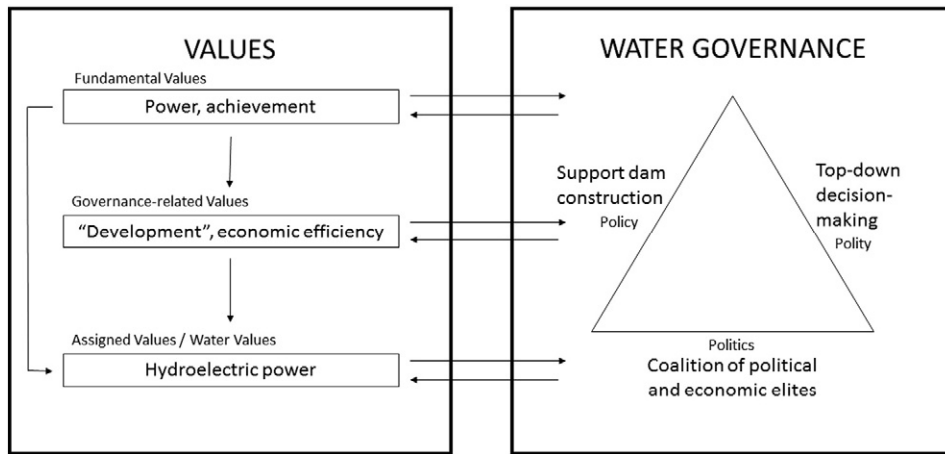 VALUES
Fundamental Values
Power, achievement
Governance-related Values
“Development”, economic efficiency
Assigned Values / Water Values
Hydroelectric power
WATER GOVERNANCE
Support dam
construction
Policy
Top-down
decision-
making
Polity
Politics
Coalition of political
and economic elites